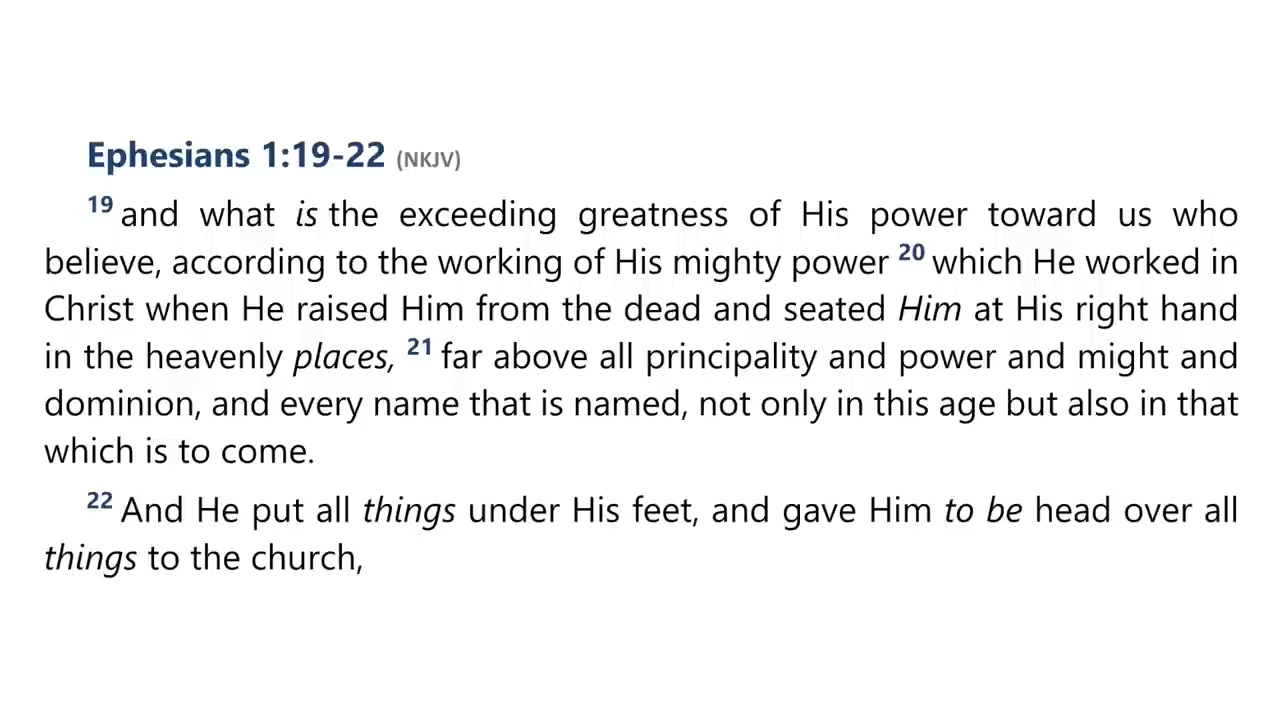 Ephesians 1:19-22 (NKJV)
19 and what is the exceeding greatness of His power toward us who
believe, according to the working of His mighty power 20 which He worked in
Christ when He raised Him from the dead and seated Him at His right hand
in the heavenly places, 21 far above all principality and power and might and
dominion, and every name that is named, not only in this age but also in that
which is to come.
22 And He put all things under His feet, and gave Him to be head over all
things to the church,